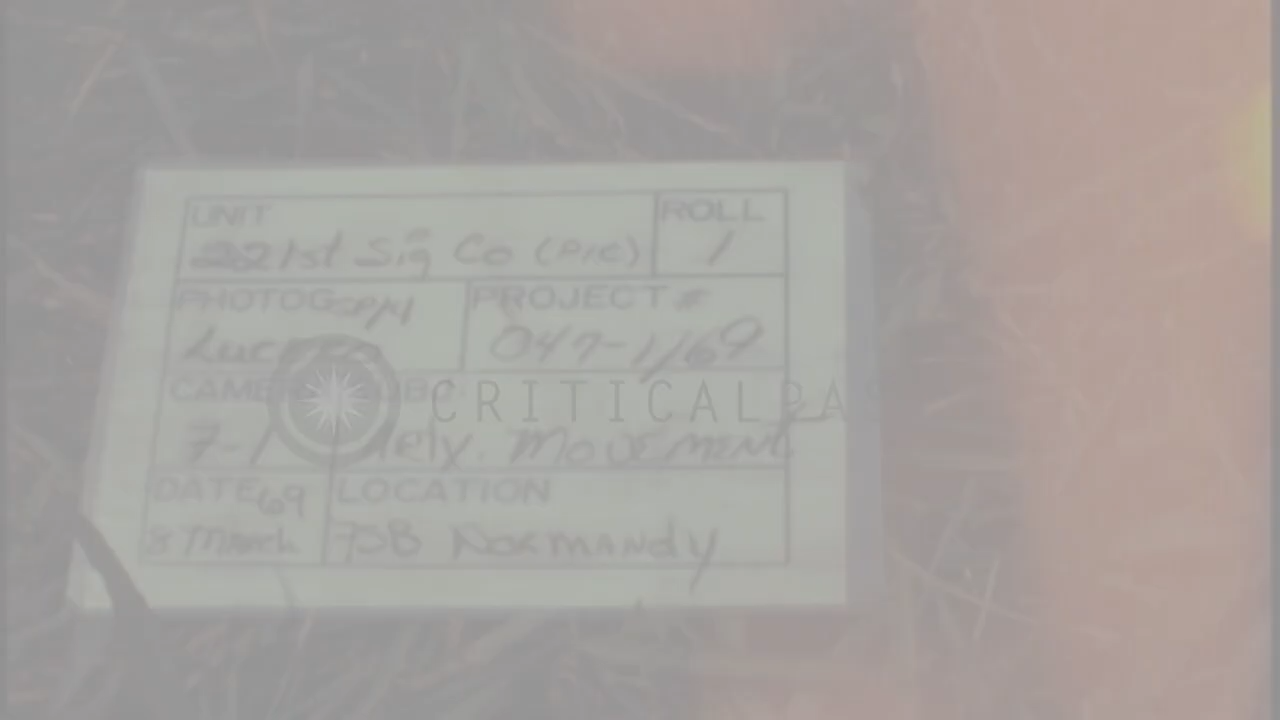 UNIT ROLL
221st Sig Co (Pic) 1
PHOTOG PROJECT #
047-1/69
7-1 Movement
DATE 69 LOCATION
8 March FSB Normandy
CRITICALPA